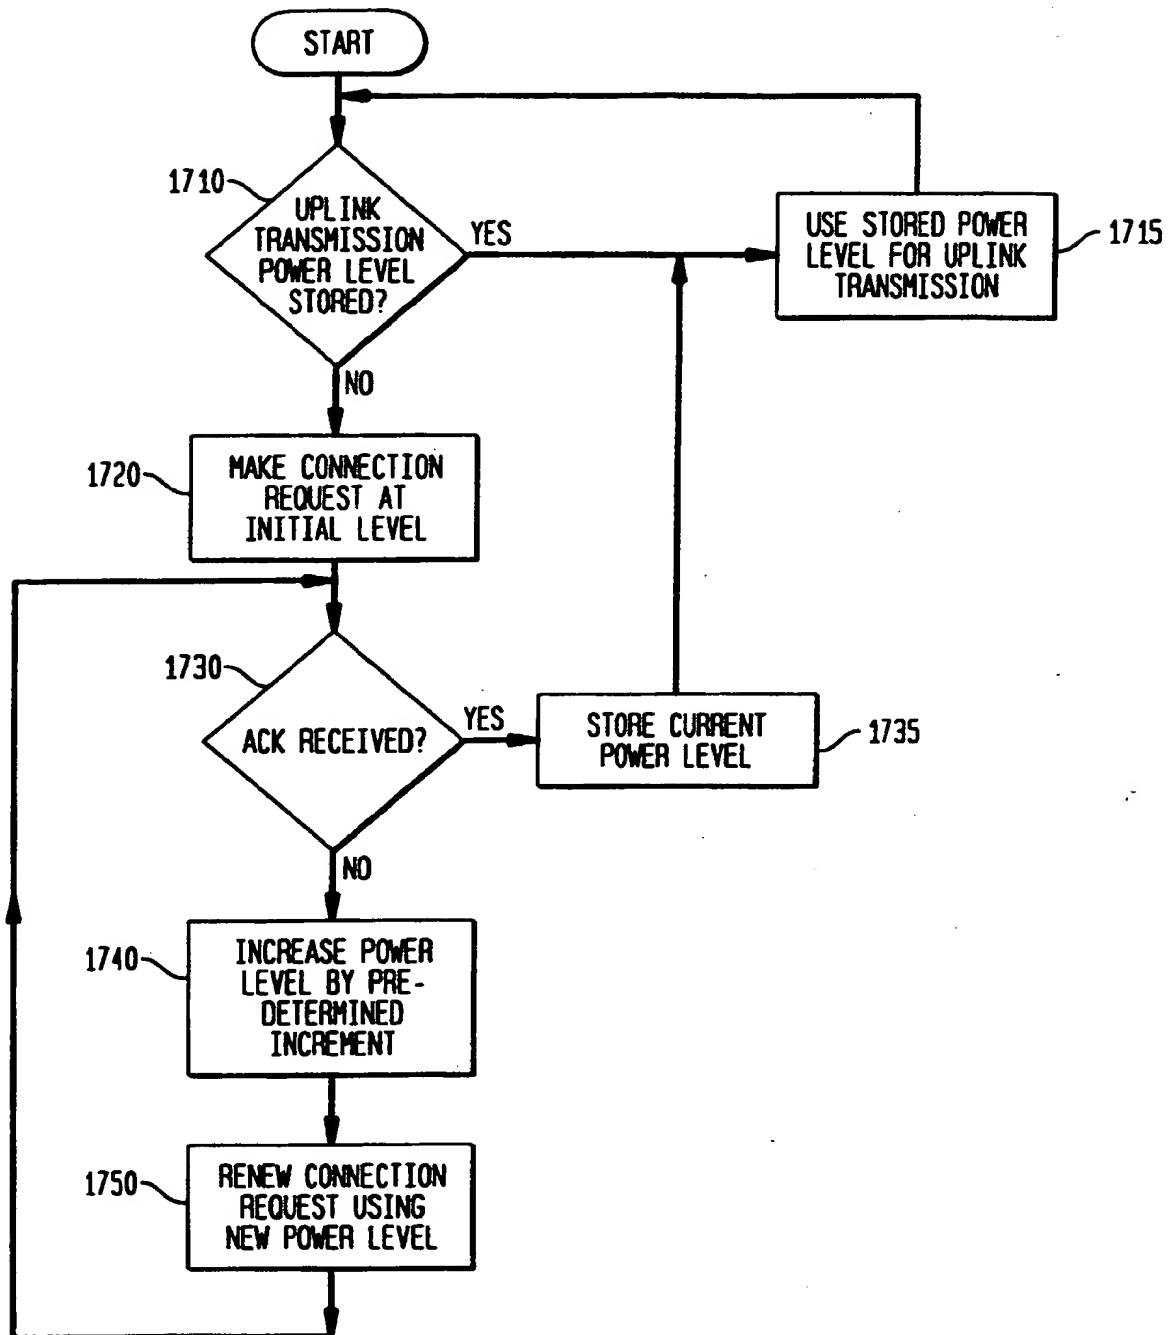 START
1710
UPLINK
TRANSMISSION
POWER LEVEL
STORED?
YES
USE STORED POWER
LEVEL FOR UPLINK
TRANSMISSION
1715
NO
1720
MAKE CONNECTION
REQUEST AT
INITIAL LEVEL
1730
ACK RECEIVED?
YES
STORE CURRENT
POWER LEVEL
1735
NO
1740
INCREASE POWER
LEVEL BY PRE-
DETERMINED
INCREMENT
1750
RENEW CONNECTION
REQUEST USING
NEW POWER LEVEL